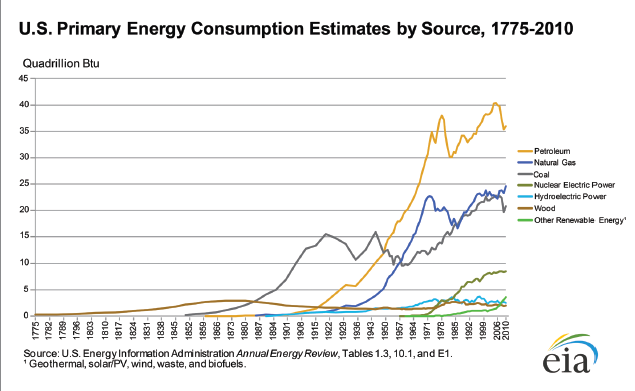 U.S. Primary Energy Consumption Estimates by Source, 1775-2010
Quadrillion Btu
45
40
35
30
25
20
15
10
5
0
1775 1782 1789 1796 1803 1810 1817 1824 1831 1838 1845 1852 1859 1866 1873 1880 1887 1894 1901 1908 1915 1922 1929 1936 1943 1950 1957 1964 1971 1978 1985 1992 1999 2006 2010
Petroleum
Natural Gas
Coal
Nuclear Electric Power
Hydroelectric Power
Wood
Other Renewable Energy¹
Source: U.S. Energy Information Administration Annual Energy Review, Tables 1.3, 10.1, and E1.
¹ Geothermal, solar/PV, wind, waste, and biofuels.
eia